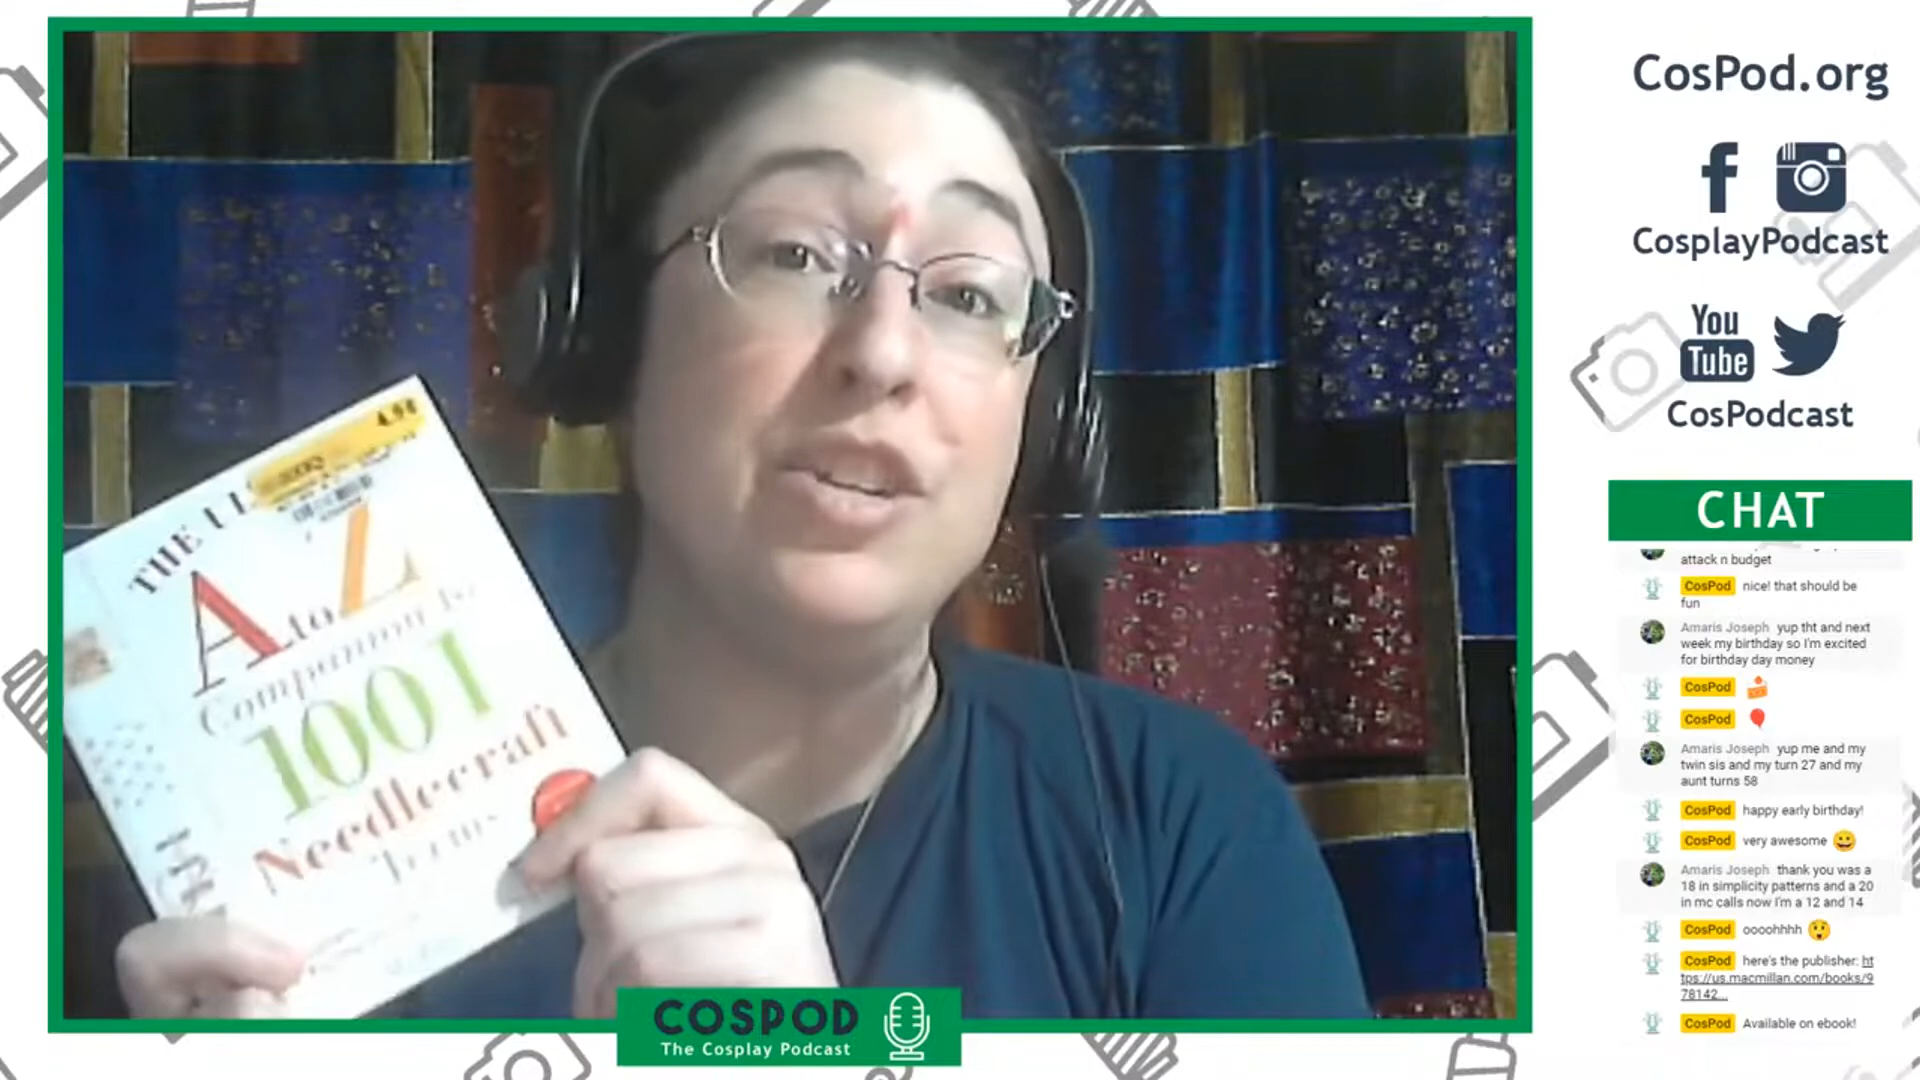 CosPod.org
CosplayPodcast
You
Tube
CosPodcast
CHAT
attack n budget
CosPod nice! that should be
fun
Amaris Joseph yup tht and next
week my birthday so I'm excited
for birthday day money
CosPod
CosPod
Amaris Joseph yup me and my
twin sis and my turn 27 and my
aunt turns 58
CosPod happy early birthday!
CosPod very awesome 😀
Amaris Joseph thank you was a
18 in simplicity patterns and a 20
in mc calls now I'm a 12 and 14
CosPod oooohhhh 😲
CosPod here's the publisher: ht
tps://us.macmillan.com/books/9
78142...
CosPod Available on ebook!
4.98
THE
A to Z
Companion to
1001
Needlecraft
Terms
COSPOD
The Cosplay Podcast